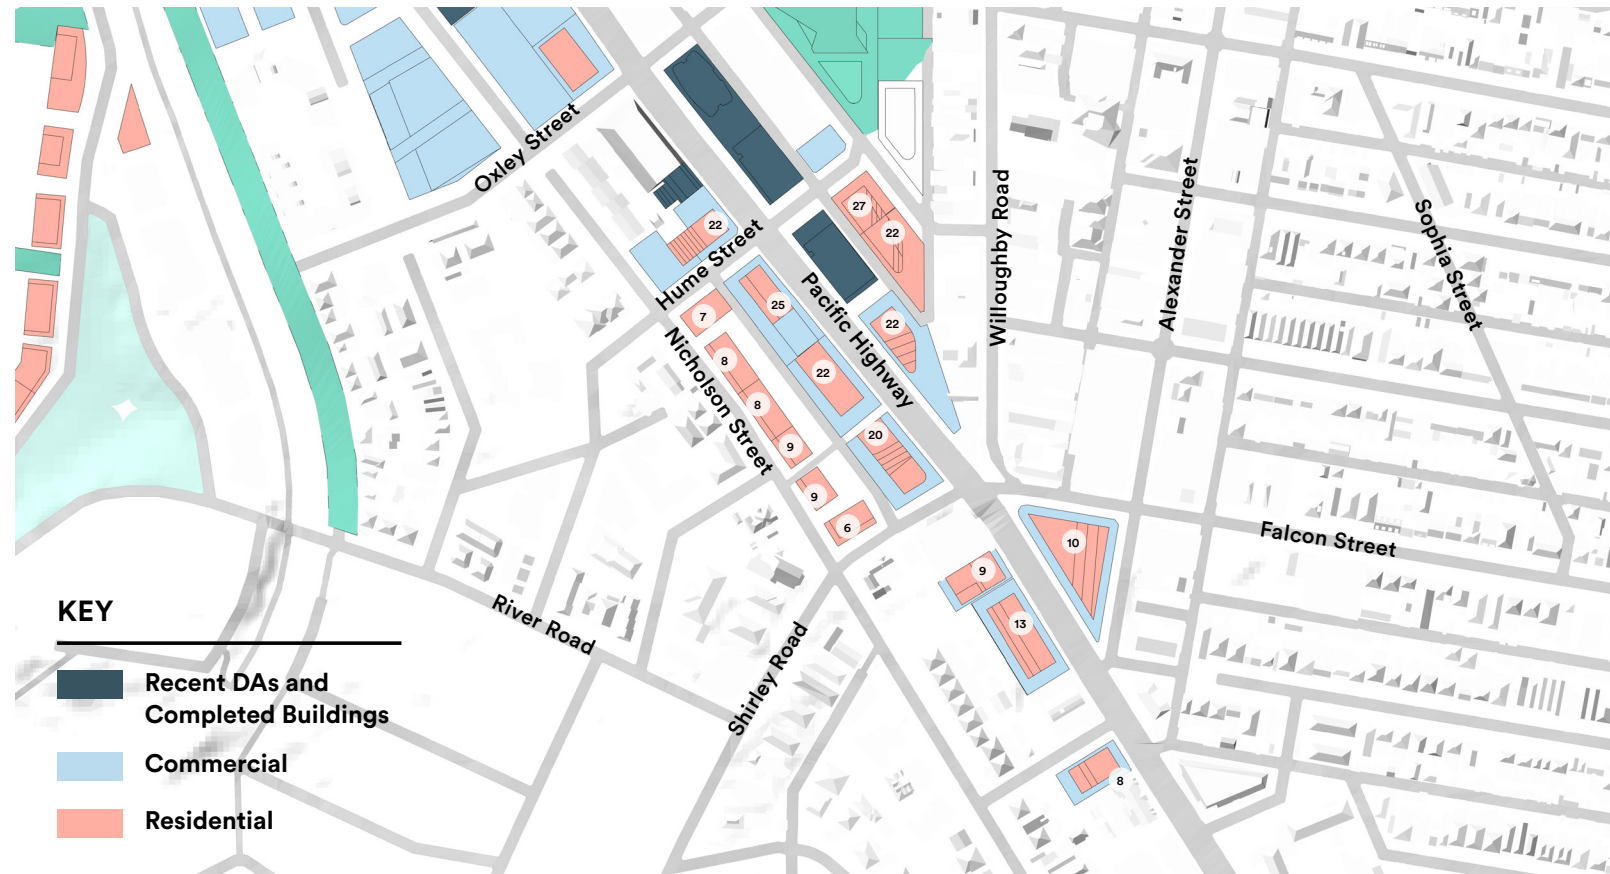 Oxley Street
Hume Street
Nicholson Street
Pacific Highway
Willoughby Road
Alexander Street
Sophia Street
Falcon Street
River Road
Shirley Road
27
22
22
25
22
7
8
22
8
9
20
9
6
10
9
13
8
KEY
Recent DAs and
Completed Buildings
Commercial
Residential